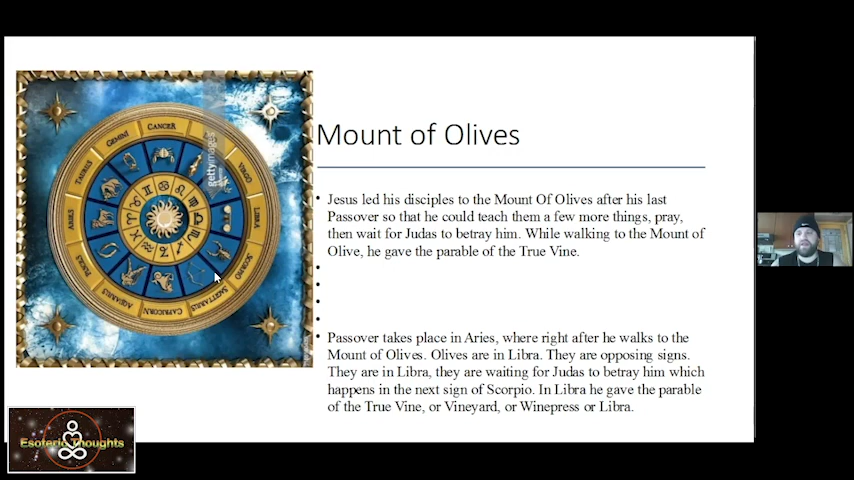 Mount of Olives
Jesus led his disciples to the Mount Of Olives after his last
Passover so that he could teach them a few more things, pray,
then wait for Judas to betray him. While walking to the Mount of
Olive, he gave the parable of the True Vine.
Passover takes place in Aries, where right after he walks to the
Mount of Olives. Olives are in Libra. They are opposing signs.
They are in Libra, they are waiting for Judas to betray him which
happens in the next sign of Scorpio. In Libra he gave the parable
of the True Vine, or Vineyard, or Winepress or Libra.
CANCER
VIRGO
LIBRA
SCORPIO
SAGITTARIUS
CAPRICORN
AQUARIUS
PISCES
ARIES
TAURUS
GEMINI
gettyimages
Esoteric Thoughts